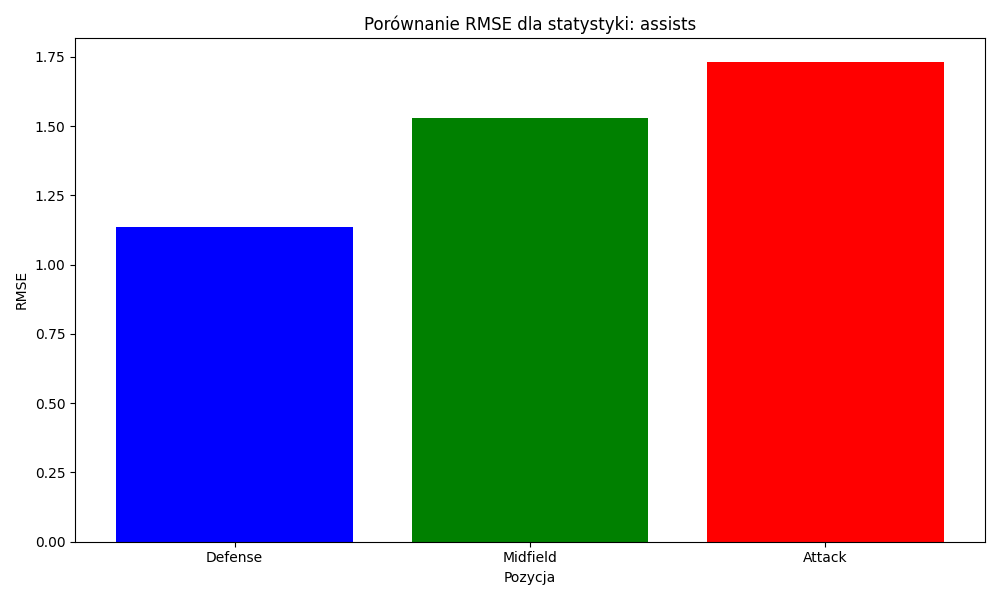 Porównanie RMSE dla statystyki: assists
1.75
1.50
1.25
1.00
0.75
0.50
0.25
0.00
RMSE
Defense Midfield Attack
Pozycja